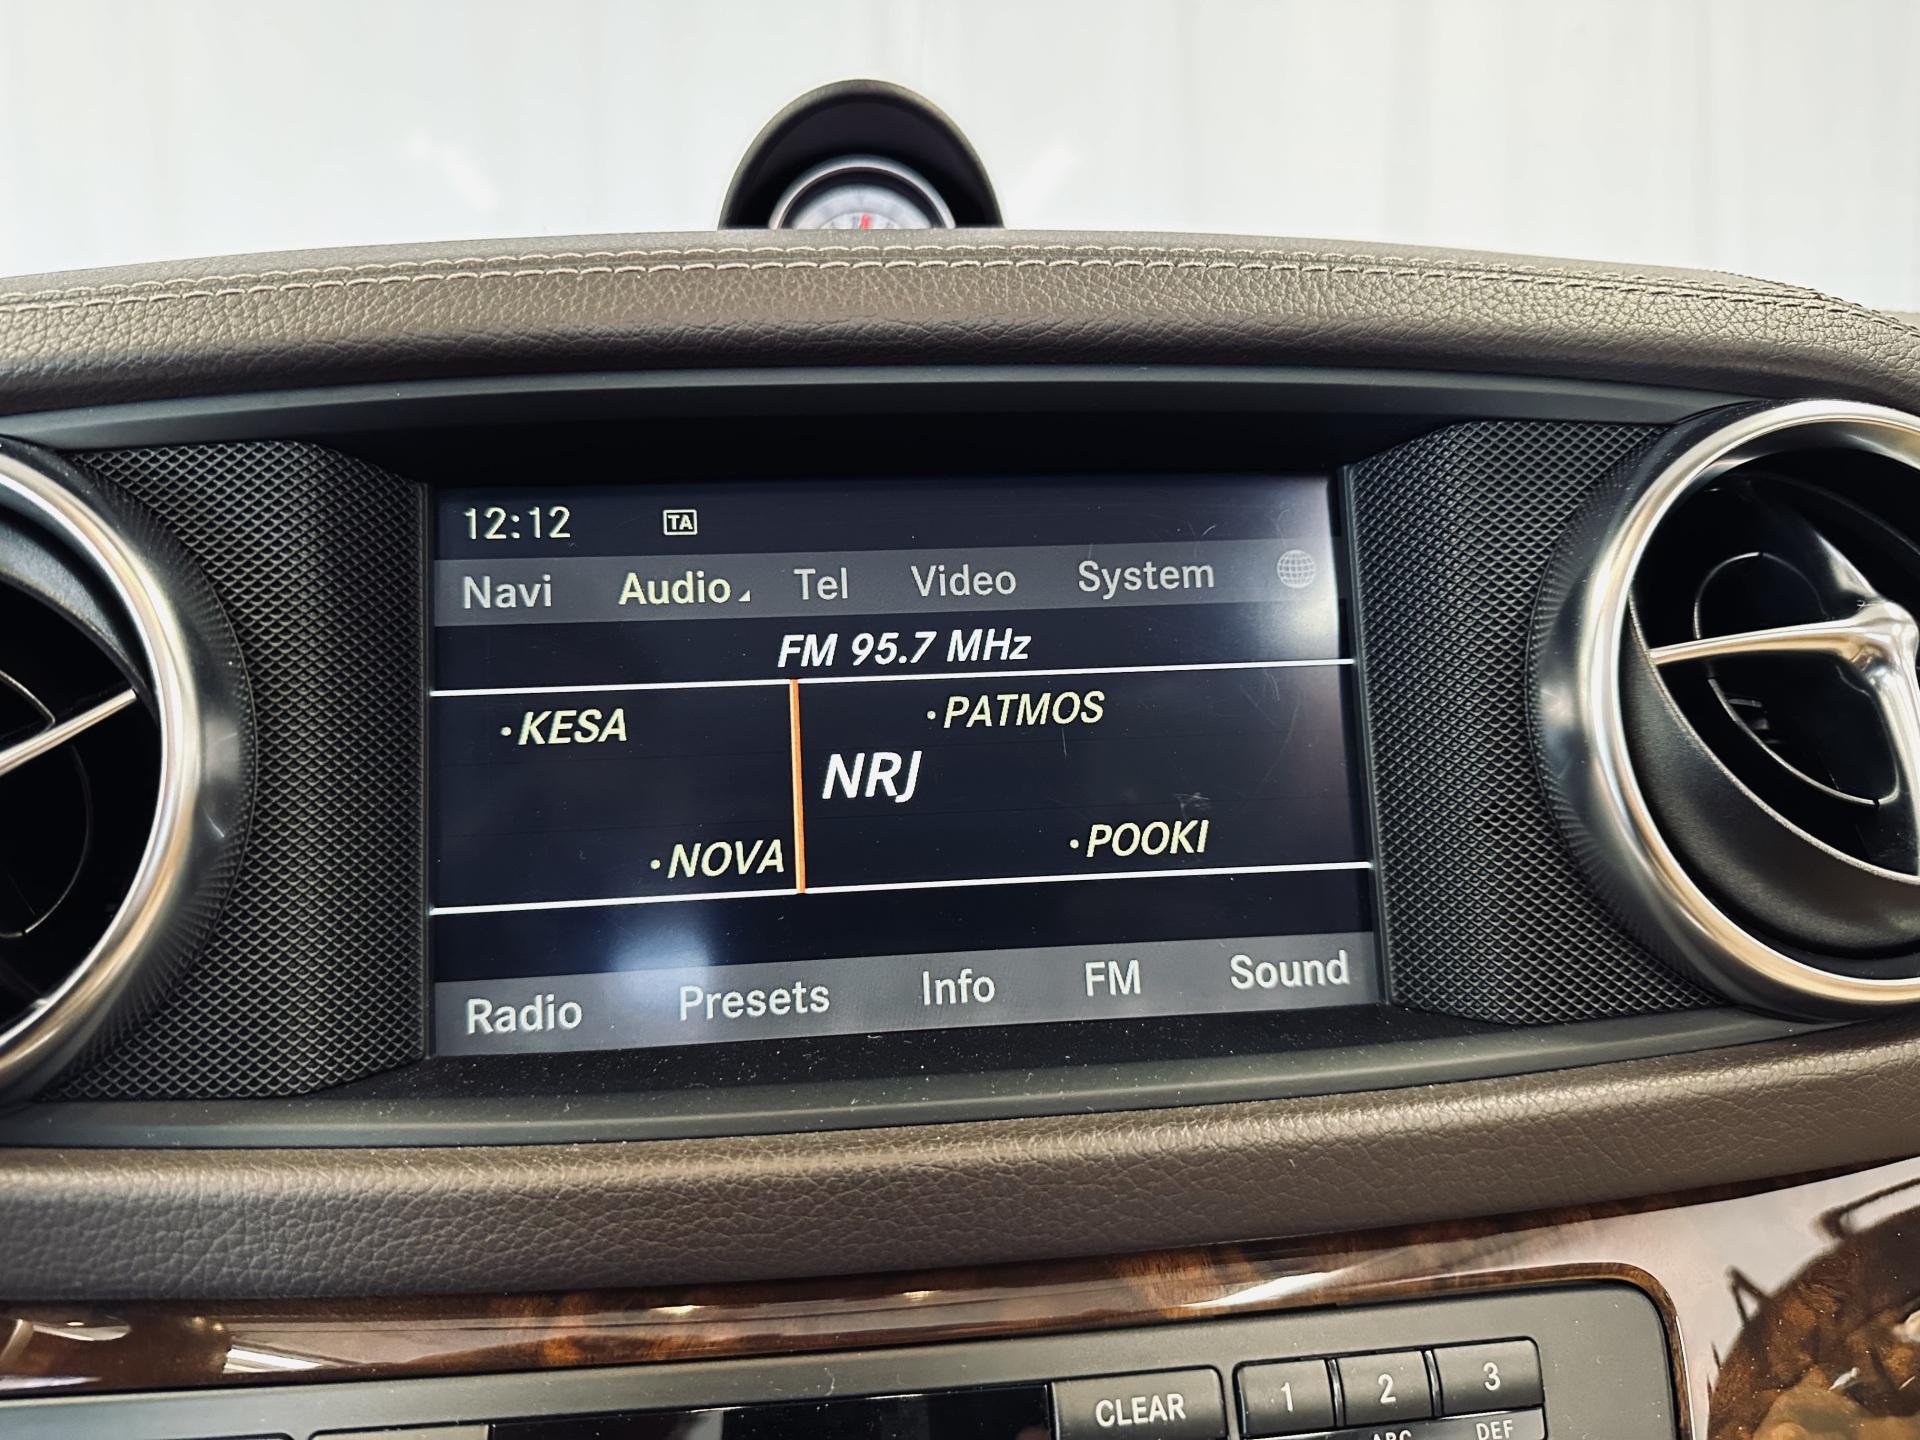 12:12 TA
Navi Audio Tel Video System
FM 95.7 MHz
·KESA ·PATMOS
NRJ
·NOVA ·POOKI
Radio Presets Info FM Sound
CLEAR 1 2 3
ABC DEF